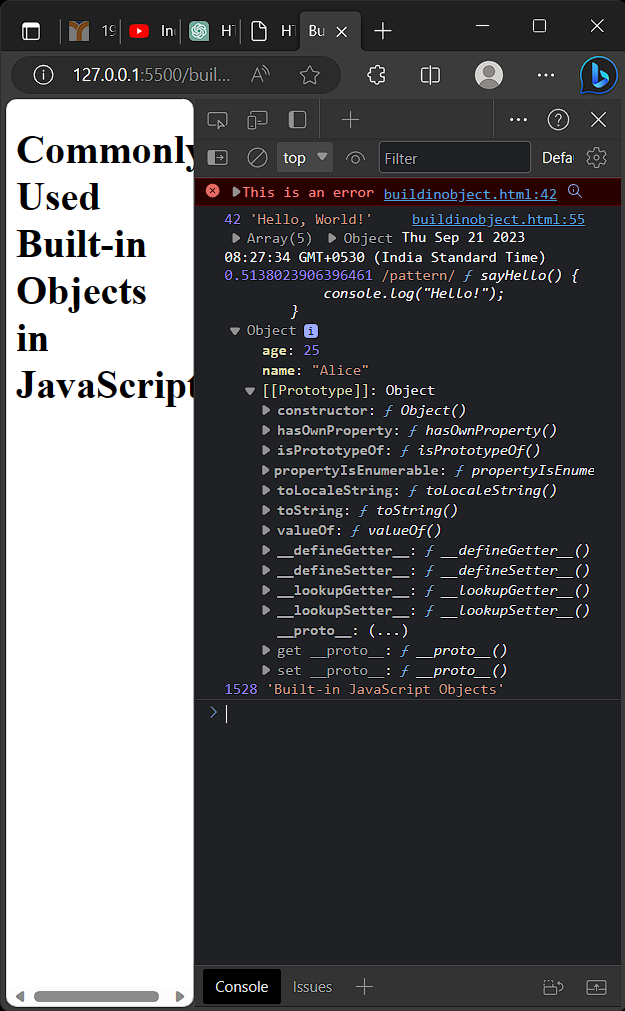 19
In
HT
HT
Bu
127.0.0.1:5500/buil...
Commonly
Used
Built-in
Objects
in
JavaScript
top
Filter
Defa
This is an error buildinobject.html:42
42 'Hello, World!' buildinobject.html:55
Array(5) Object Thu Sep 21 2023
08:27:34 GMT+0530 (India Standard Time)
0.5138023906396461 /pattern/ ƒ sayHello() {
console.log("Hello!");
}
Object i
age: 25
name: "Alice"
[[Prototype]]: Object
constructor: ƒ Object()
hasOwnProperty: ƒ hasOwnProperty()
isPrototypeOf: ƒ isPrototypeOf()
propertyIsEnumerable: ƒ propertyIsEnume
toLocaleString: ƒ toLocaleString()
toString: ƒ toString()
valueOf: ƒ valueOf()
__defineGetter__: ƒ __defineGetter__()
__defineSetter__: ƒ __defineSetter__()
__lookupGetter__: ƒ __lookupGetter__()
__lookupSetter__: ƒ __lookupSetter__()
__proto__: (...)
get __proto__: ƒ __proto__()
set __proto__: ƒ __proto__()
1528 'Built-in JavaScript Objects'
Console Issues